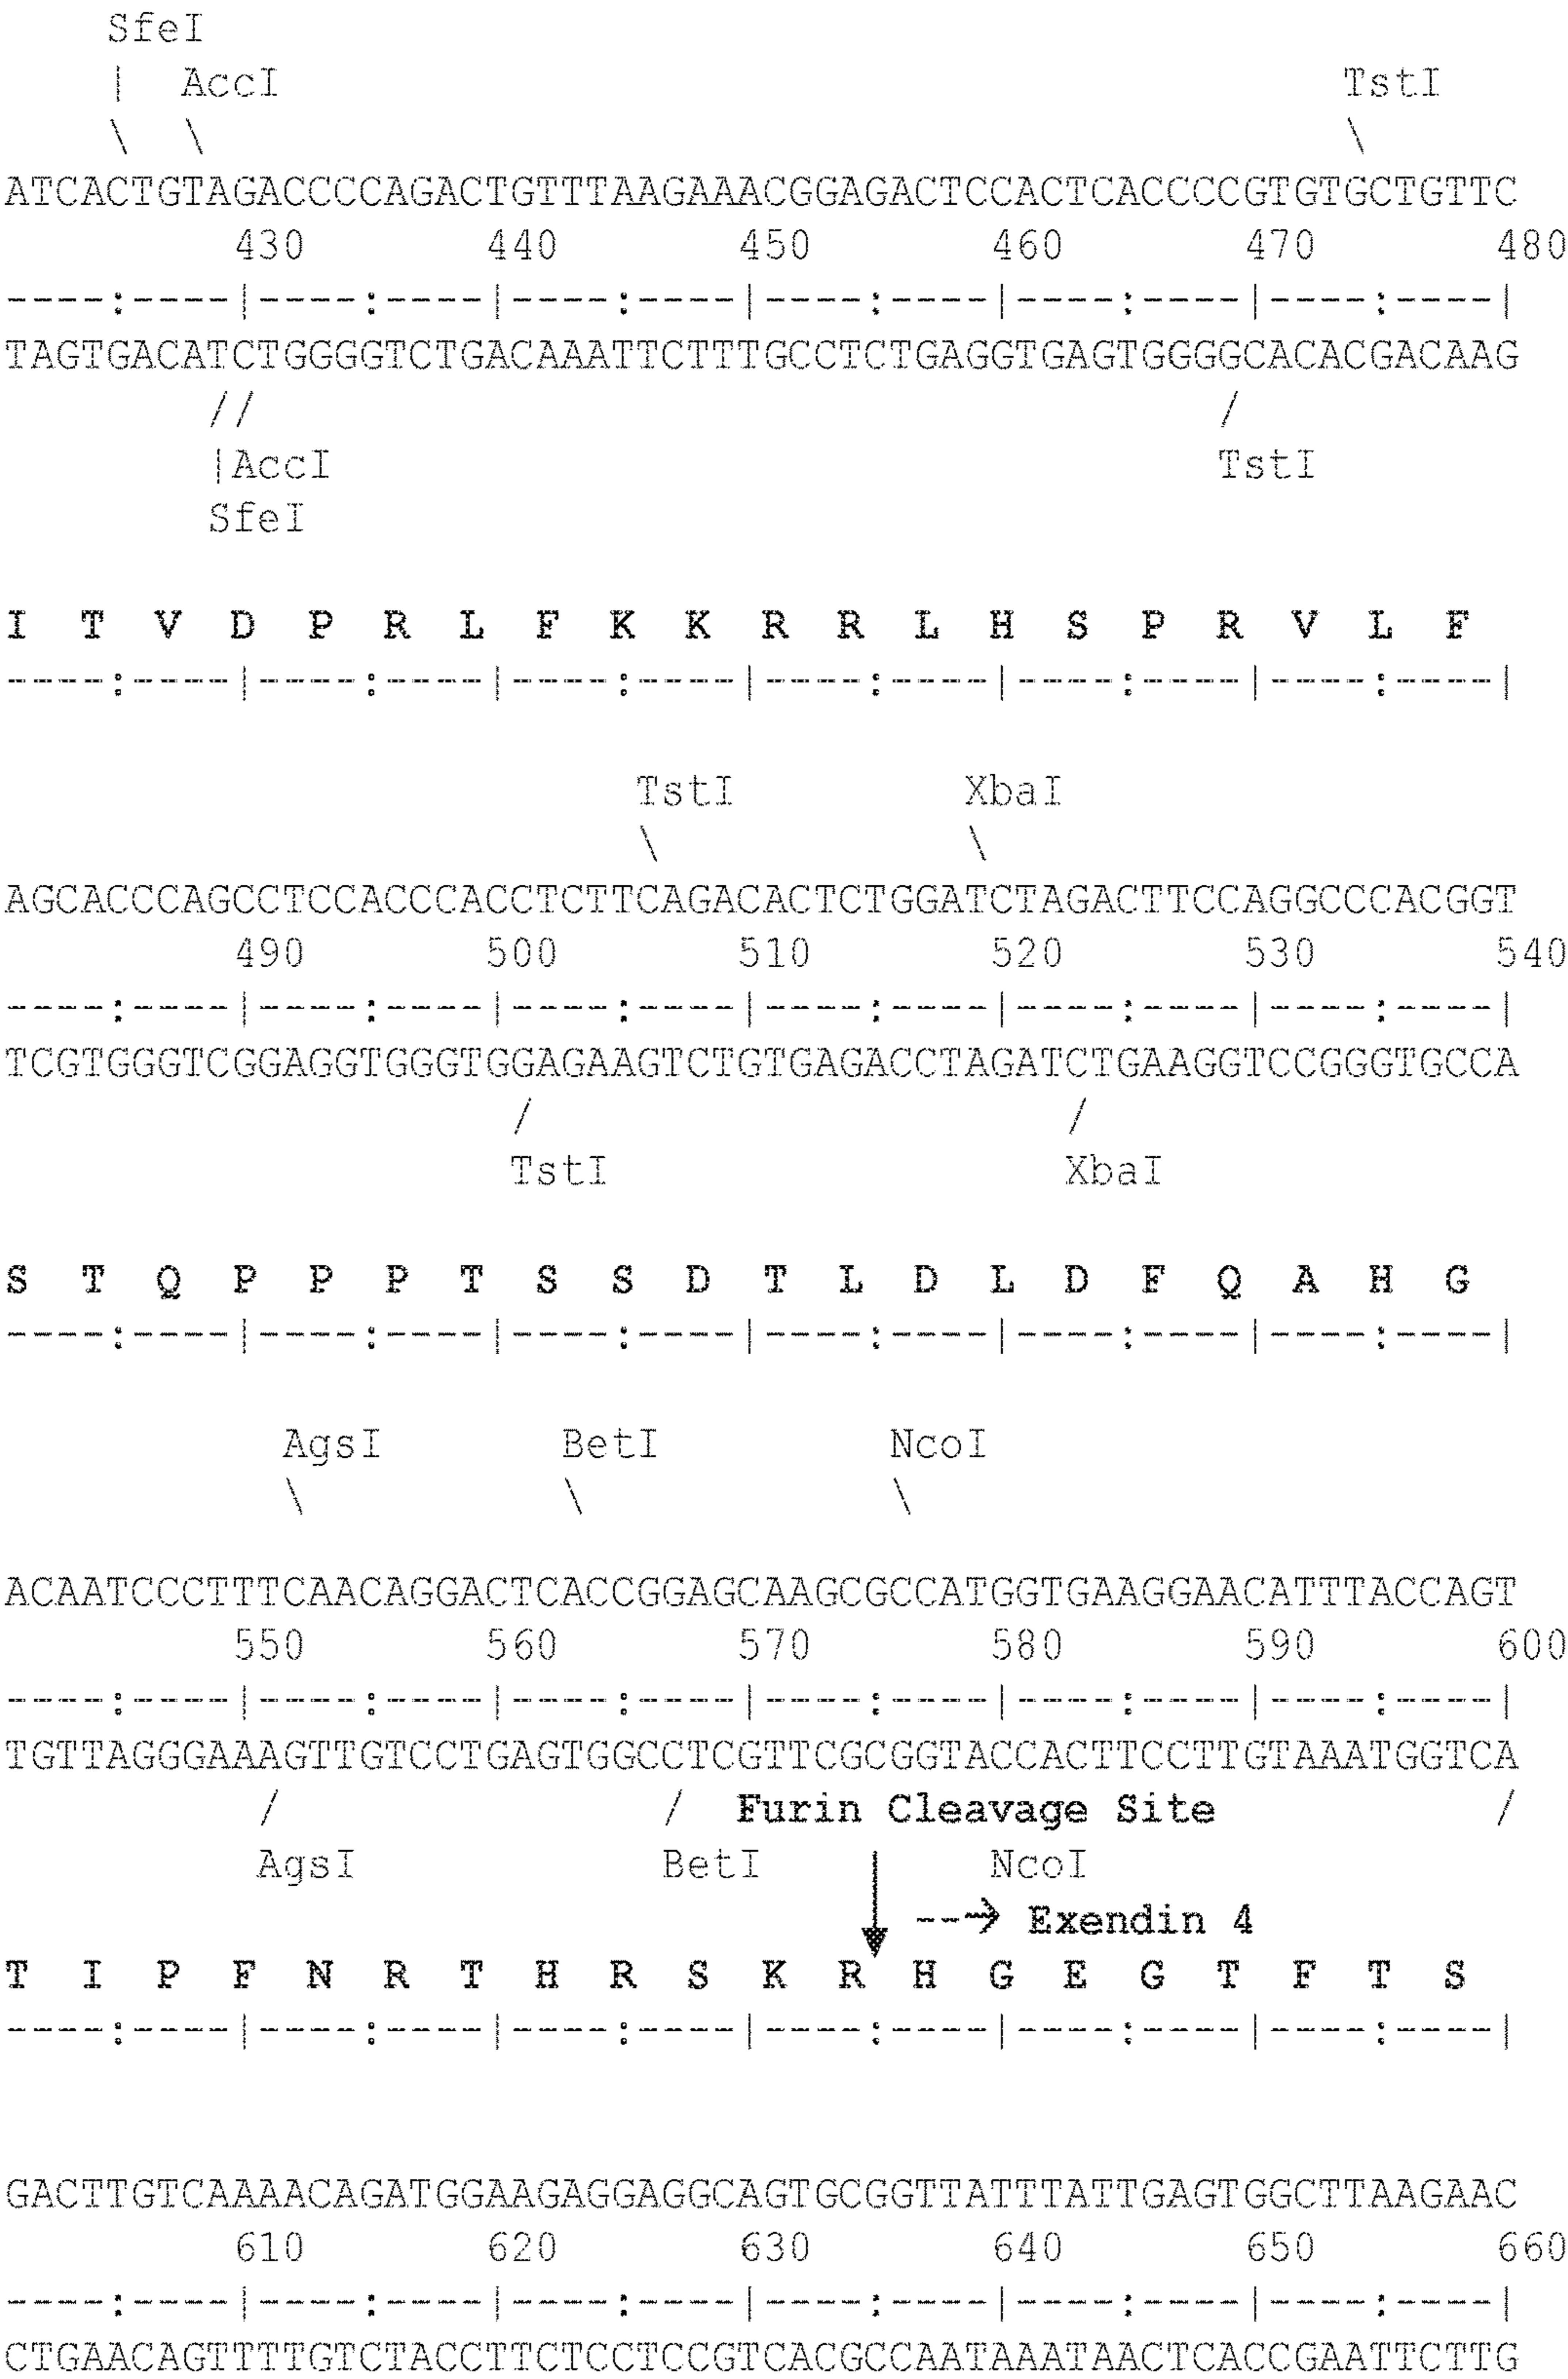 SfeI
| AccI TstI
\ \ \
ATCACTGTAGACCCCAGACTGTTTAAGAAACGGAGACTCCACTCACCCCGTGTGCTGTTC
430 440 450 460 470 480
----:----|----:----|----:----|----:----|----:----|----:----|
TAGTGACATCTGGGGTCTGACAAATTCTTTGCCTCTGAGGTGAGTGGGGCACACGACAAG
// /
|AccI TstI
SfeI
I T V D P R L F K K R R L H S P R V L F
----:----|----:----|----:----|----:----|----:----|----:----|
TstI XbaI
\ \
AGCACCCAGCCTCCACCCACCTCTTCAGACACTCTGGATCTAGACTTCCAGGCCCACGGT
490 500 510 520 530 540
----:----|----:----|----:----|----:----|----:----|----:----|
TCGTGGGTCGGAGGTGGGTGGAGAAGTCTGTGAGACCTAGATCTGAAGGTCCGGGTGCCA
/ /
TstI XbaI
S T Q P P P T S S D T L D L D F Q A H G
----:----|----:----|----:----|----:----|----:----|----:----|
AgsI BetI NcoI
\ \ \
ACAATCCCTTTCAACAGGACTCACCGGAGCAAGCGCCATGGTGAAGGAACATTTACCAGT
550 560 570 580 590 600
----:----|----:----|----:----|----:----|----:----|----:----|
TGTTAGGGAAAGTTGTCCTGAGTGGCCTCGTTCGCGGTACCACTTCCTTGTAAATGGTCA
/ / Furin Cleavage Site /
AgsI BetI NcoI
--→ Exendin 4
T I P F N R T H R S K R H G E G T F T S
----:----|----:----|----:----|----:----|----:----|----:----|
GACTTGTCAAAACAGATGGAAGAGGAGGCAGTGCGGTTATTTATTGAGTGGCTTAAGAAC
610 620 630 640 650 660
----:----|----:----|----:----|----:----|----:----|----:----|
CTGAACAGTTTTGTCTACCTTCTCCTCCGTCACGCCAATAAATAACTCACCGAATTCTTG